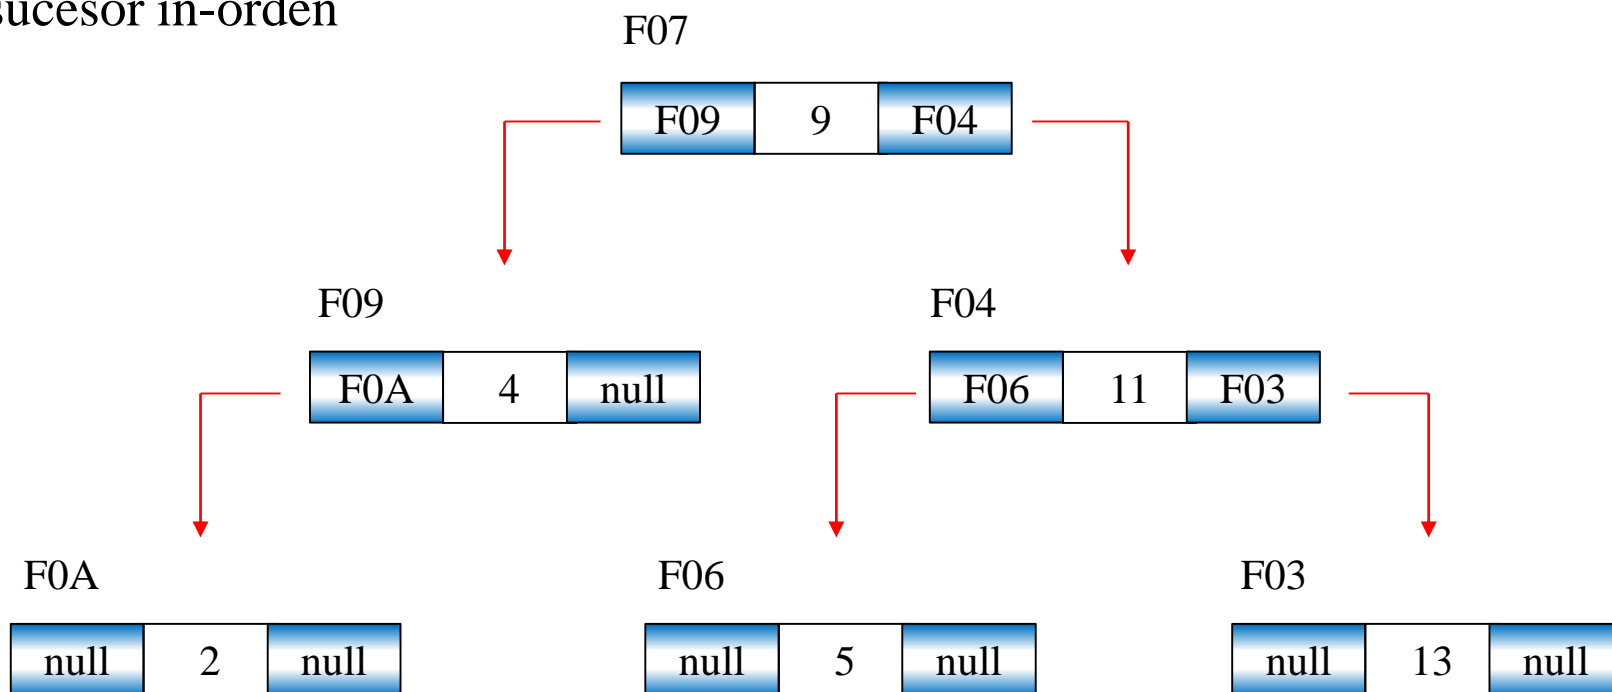 sucesor in-orden
F07
F09 9 F04
F09 F04
F0A 4 null F06 11 F03
F0A F06 F03
null 2 null null 5 null null 13 null